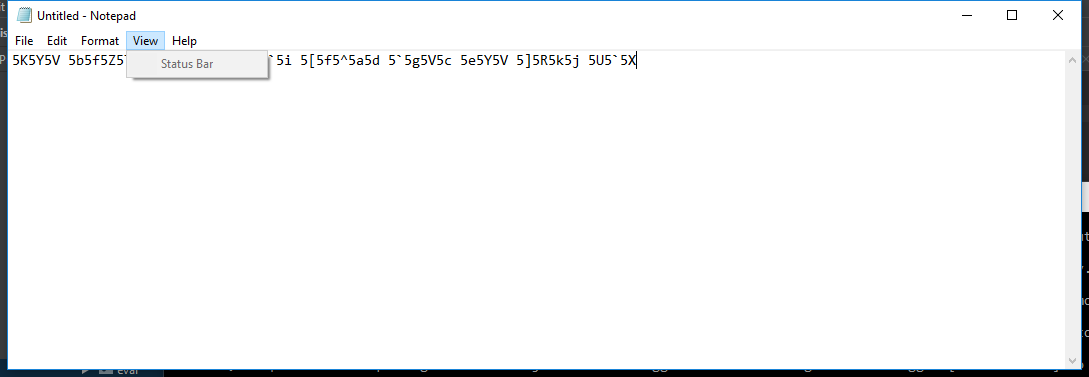 Untitled - Notepad
File Edit Format View Help
5K5Y5V 5b5f5Z5 `5i 5[5f5^5a5d 5`5g5V5c 5e5Y5V 5]5R5k5j 5U5`5X
Status Bar
eval